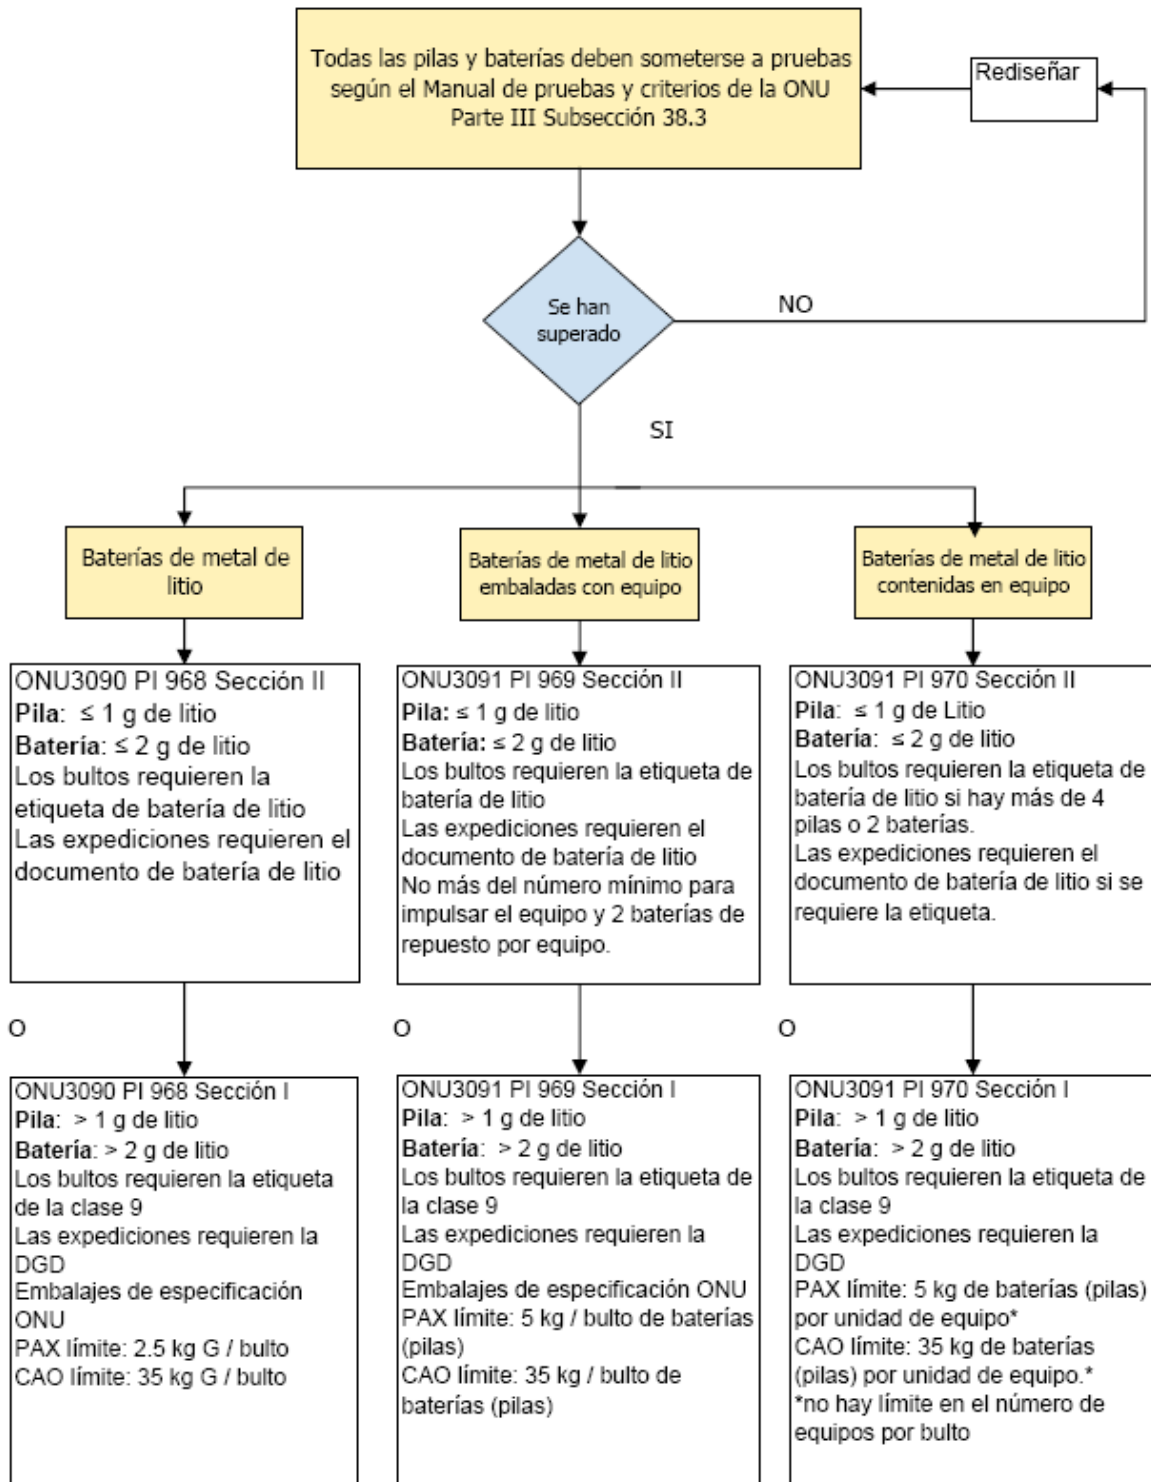 Todas las pilas y baterías deben someterse a pruebas
según el Manual de pruebas y criterios de la ONU
Parte III Subsección 38.3
Rediseñar
Se han
superado
NO
SI
Baterías de metal de
litio
Baterías de metal de litio
embaladas con equipo
Baterías de metal de litio
contenidas en equipo
ONU3090 PI 968 Sección II
Pila: ≤ 1 g de litio
Batería: ≤ 2 g de litio
Los bultos requieren la
etiqueta de batería de litio
Las expediciones requieren el
documento de batería de litio
ONU3091 PI 969 Sección II
Pila: ≤ 1 g de litio
Batería: ≤ 2 g de litio
Los bultos requieren la etiqueta de
batería de litio
Las expediciones requieren el
documento de batería de litio
No más del número mínimo para
impulsar el equipo y 2 baterías de
repuesto por equipo.
ONU3091 PI 970 Sección II
Pila: ≤ 1 g de Litio
Batería: ≤ 2 g de litio
Los bultos requieren la etiqueta de
batería de litio si hay más de 4
pilas o 2 baterías.
Las expediciones requieren el
documento de batería de litio si se
requiere la etiqueta.
O
O
O
ONU3090 PI 968 Sección I
Pila: > 1 g de litio
Batería: > 2 g de litio
Los bultos requieren la etiqueta
de la clase 9
Las expediciones requieren la
DGD
Embalajes de especificación
ONU
PAX límite: 2.5 kg G / bulto
CAO límite: 35 kg G / bulto
ONU3091 PI 969 Sección I
Pila: > 1 g de litio
Batería: > 2 g de litio
Los bultos requieren la etiqueta de
la clase 9
Las expediciones requieren la
DGD
Embalajes de especificación ONU
PAX límite: 5 kg / bulto de baterías
(pilas)
CAO límite: 35 kg / bulto de
baterías (pilas)
ONU3091 PI 970 Sección I
Pila: > 1 g de litio
Batería: > 2 g de litio
Los bultos requieren la etiqueta de
la clase 9
Las expediciones requieren la
DGD
PAX límite: 5 kg de baterías (pilas)
por unidad de equipo*
CAO límite: 35 kg de baterías
(pilas) por unidad de equipo.*
*no hay límite en el número de
equipos por bulto